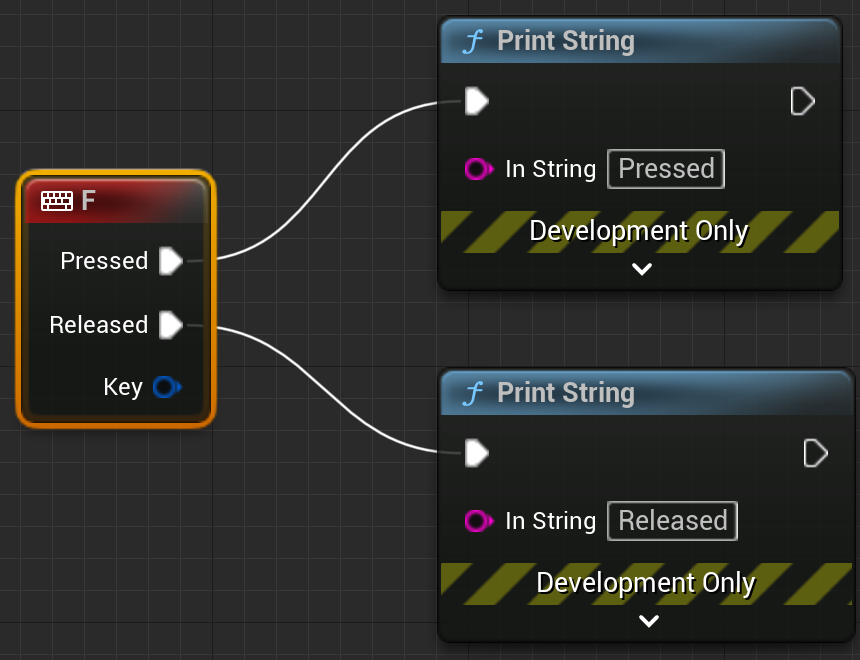 Print String
In String Pressed
Development Only
F
Pressed
Released
Key
Print String
In String Released
Development Only